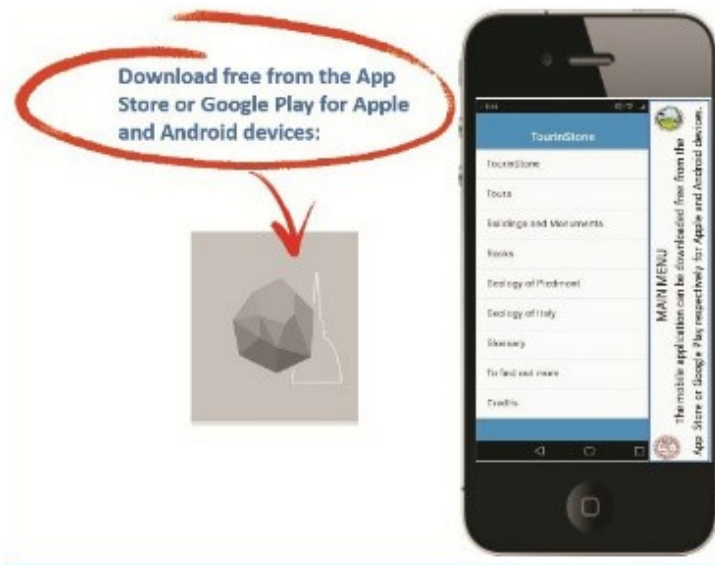 Download free from the App
Store or Google Play for Apple
and Android devices:
TourinStone
TourinStone
Tours
Buildings and Monuments
Rocks
Geology of Piedmont
Geology of Italy
Glossary
To find out more
Credits
MAIN MENU
The mobile application can be downloaded free from the
App Store or Google Play respectively for Apple and Android devices.